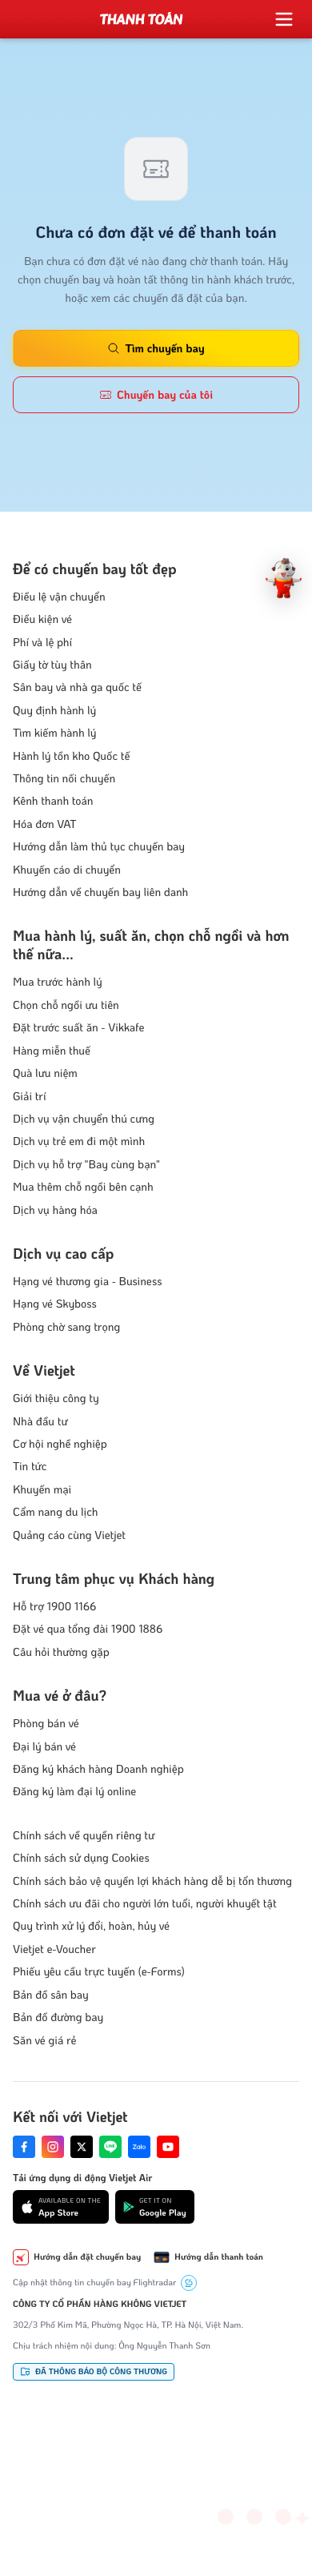 THANH TOÁN
Chưa có đơn đặt vé để thanh toán
Bạn chưa có đơn đặt vé nào đang chờ thanh toán. Hãy
chọn chuyến bay và hoàn tất thông tin hành khách trước,
hoặc xem các chuyến đã đặt của bạn.
Tìm chuyến bay
Chuyến bay của tôi
Để có chuyến bay tốt đẹp
Điều lệ vận chuyển
Điều kiện vé
Phí và lệ phí
Giấy tờ tùy thân
Sân bay và nhà ga quốc tế
Quy định hành lý
Tìm kiếm hành lý
Hành lý tồn kho Quốc tế
Thông tin nối chuyến
Kênh thanh toán
Hóa đơn VAT
Hướng dẫn làm thủ tục chuyến bay
Khuyến cáo di chuyển
Hướng dẫn về chuyến bay liên danh
Mua hành lý, suất ăn, chọn chỗ ngồi và hơn
thế nữa...
Mua trước hành lý
Chọn chỗ ngồi ưu tiên
Đặt trước suất ăn - Vikkafe
Hàng miễn thuế
Quà lưu niệm
Giải trí
Dịch vụ vận chuyển thú cưng
Dịch vụ trẻ em đi một mình
Dịch vụ hỗ trợ "Bay cùng bạn"
Mua thêm chỗ ngồi bên cạnh
Dịch vụ hàng hóa
Dịch vụ cao cấp
Hạng vé thương gia - Business
Hạng vé Skyboss
Phòng chờ sang trọng
Về Vietjet
Giới thiệu công ty
Nhà đầu tư
Cơ hội nghề nghiệp
Tin tức
Khuyến mại
Cẩm nang du lịch
Quảng cáo cùng Vietjet
Trung tâm phục vụ Khách hàng
Hỗ trợ 1900 1166
Đặt vé qua tổng đài 1900 1886
Câu hỏi thường gặp
Mua vé ở đâu?
Phòng bán vé
Đại lý bán vé
Đăng ký khách hàng Doanh nghiệp
Đăng ký làm đại lý online
Chính sách về quyền riêng tư
Chính sách sử dụng Cookies
Chính sách bảo vệ quyền lợi khách hàng dễ bị tổn thương
Chính sách ưu đãi cho người lớn tuổi, người khuyết tật
Quy trình xử lý đổi, hoàn, hủy vé
Vietjet e-Voucher
Phiếu yêu cầu trực tuyến (e-Forms)
Bản đồ sân bay
Bản đồ đường bay
Săn vé giá rẻ
Kết nối với Vietjet
LINE
Zalo
Tải ứng dụng di động Vietjet Air
AVAILABLE ON THE
App Store
GET IT ON
Google Play
Hướng dẫn đặt chuyến bay
Hướng dẫn thanh toán
Cập nhật thông tin chuyến bay Flightradar
CÔNG TY CỔ PHẦN HÀNG KHÔNG VIETJET
302/3 Phố Kim Mã, Phường Ngọc Hà, TP. Hà Nội, Việt Nam.
Chịu trách nhiệm nội dung: Ông Nguyễn Thanh Sơn
ĐÃ THÔNG BÁO BỘ CÔNG THƯƠNG